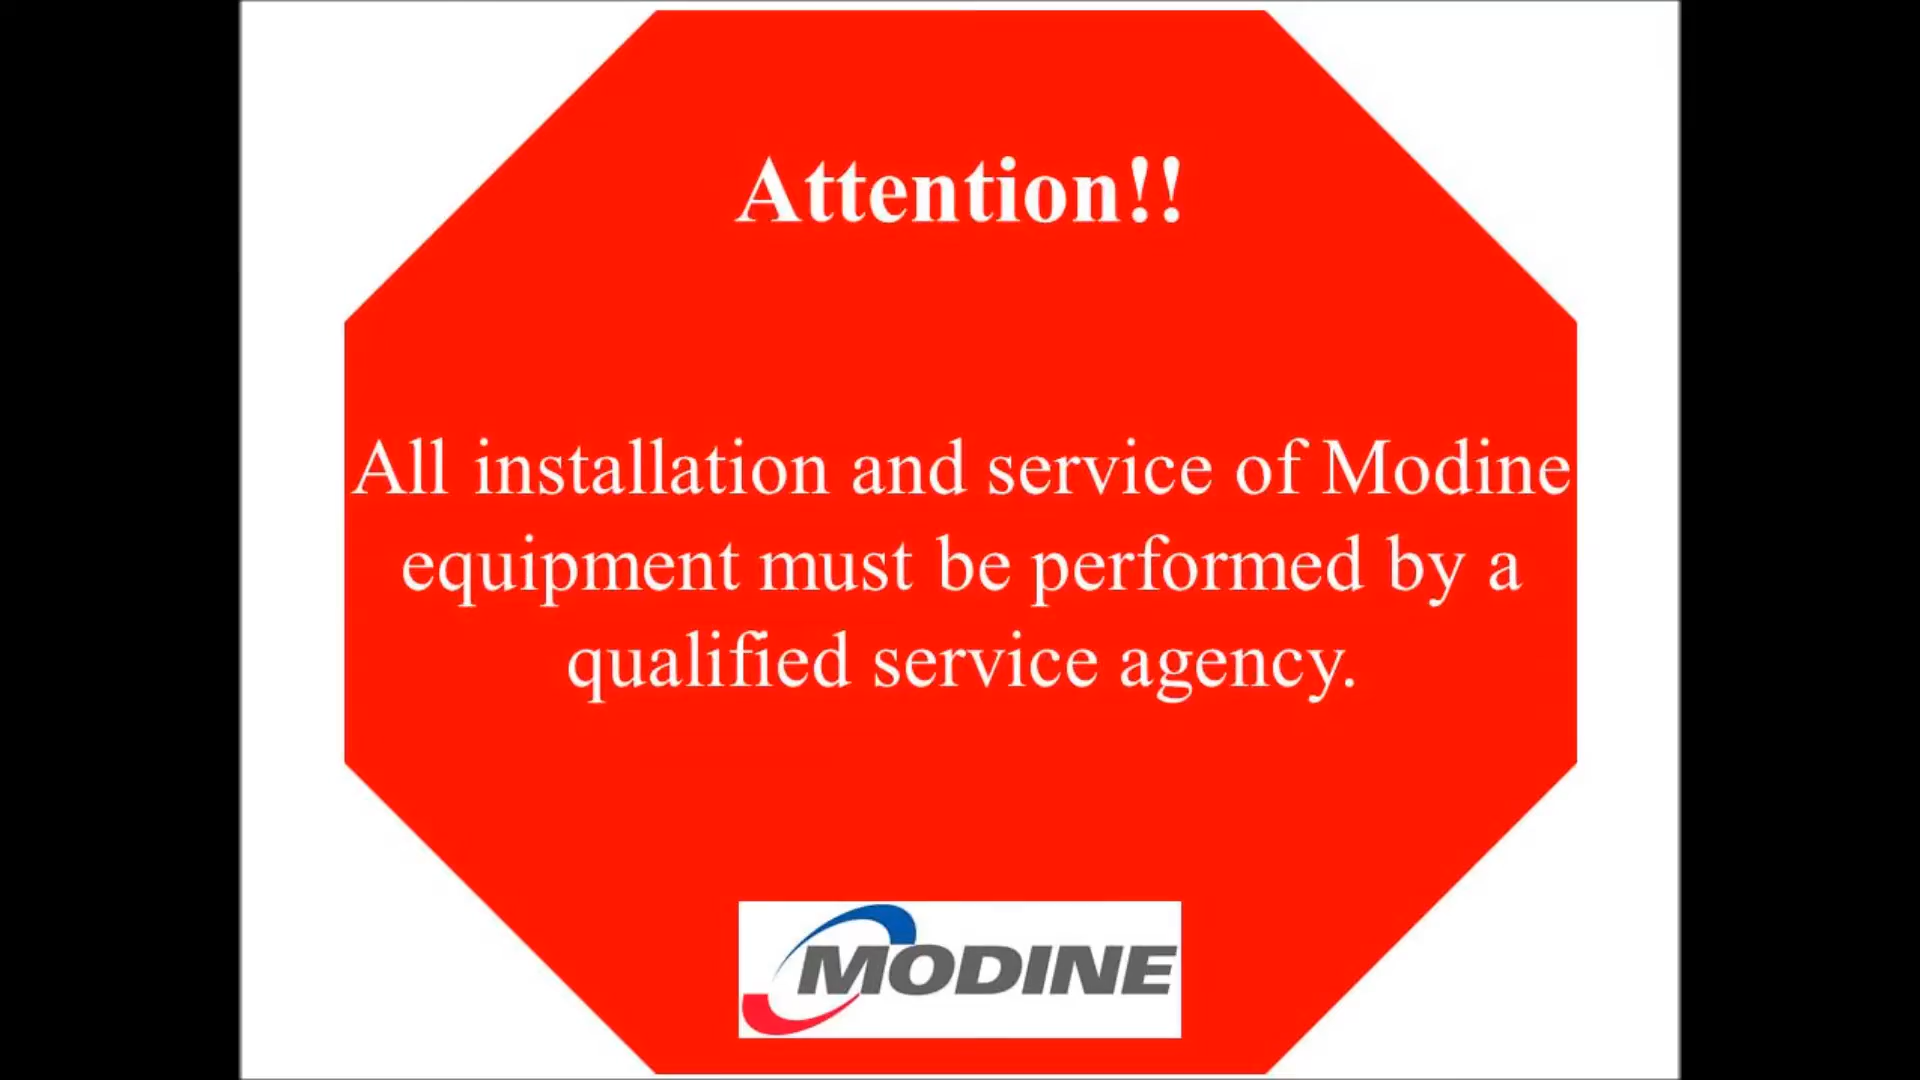 Attention!!
All installation and service of Modine
equipment must be performed by a
qualified service agency.
MODINE